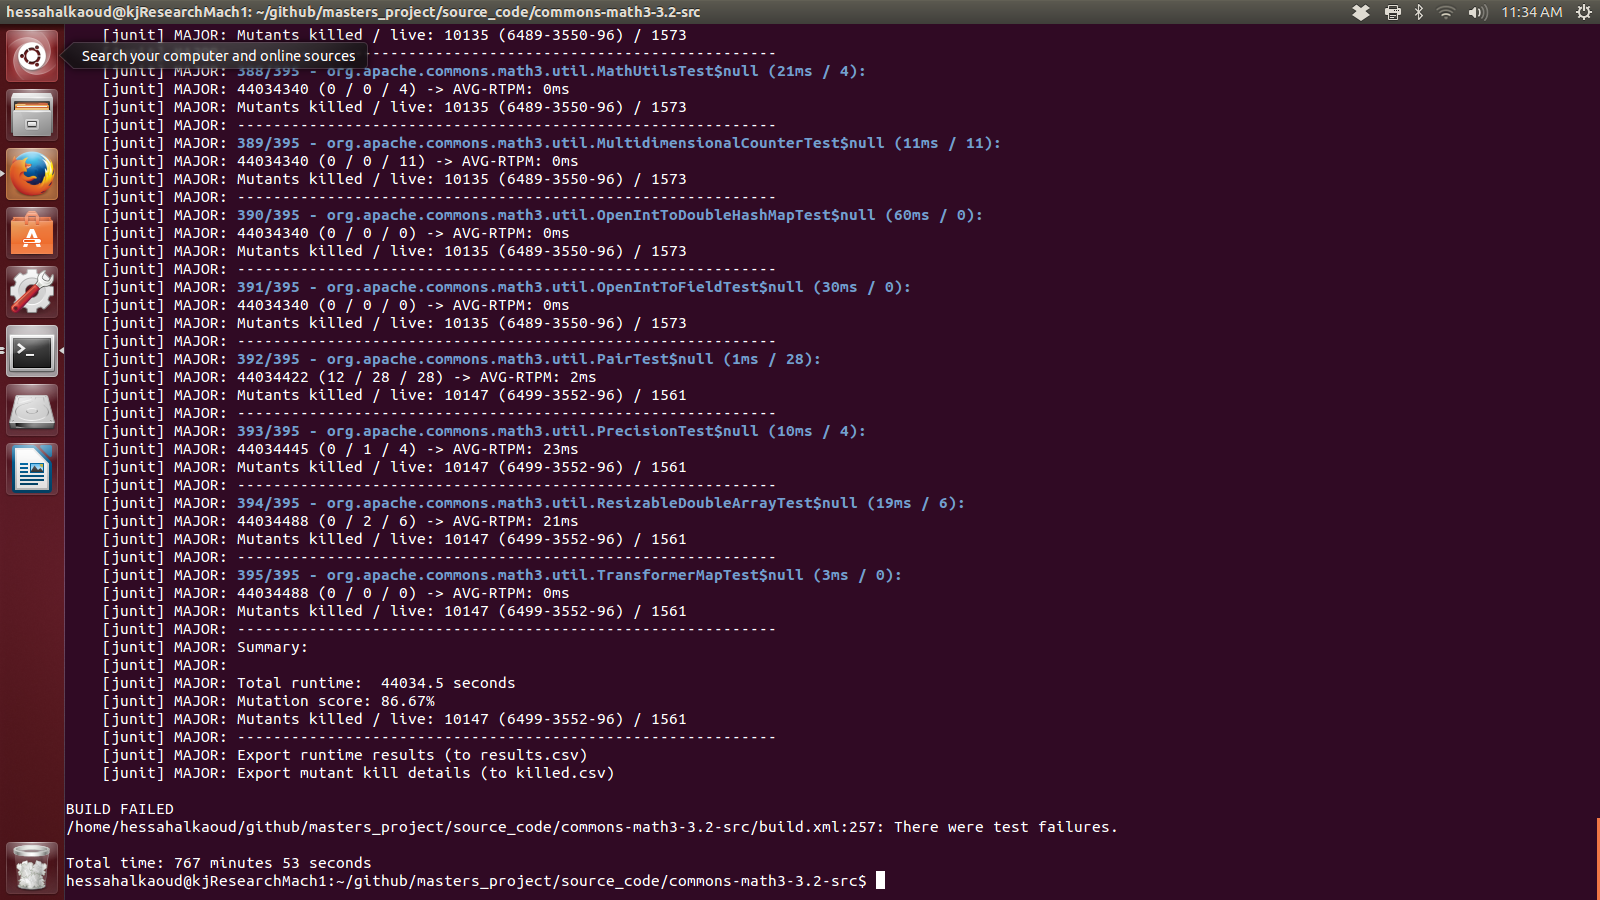 hessahalkaoud@kjResearchMach1: ~/github/masters_project/source_code/commons-math3-3.2-src
11:34 AM
[junit] MAJOR: Mutants killed / live: 10135 (6489-3550-96) / 1573
Search your computer and online sources
------------------------------------------------------------
[junit] MAJOR: 388/395 - org.apache.commons.math3.util.MathUtilsTest$null (21ms / 4):
[junit] MAJOR: 44034340 (0 / 0 / 4) -> AVG-RTPM: 0ms
[junit] MAJOR: Mutants killed / live: 10135 (6489-3550-96) / 1573
[junit] MAJOR: ------------------------------------------------------------
[junit] MAJOR: 389/395 - org.apache.commons.math3.util.MultidimensionalCounterTest$null (11ms / 11):
[junit] MAJOR: 44034340 (0 / 0 / 11) -> AVG-RTPM: 0ms
[junit] MAJOR: Mutants killed / live: 10135 (6489-3550-96) / 1573
[junit] MAJOR: ------------------------------------------------------------
[junit] MAJOR: 390/395 - org.apache.commons.math3.util.OpenIntToDoubleHashMapTest$null (60ms / 0):
[junit] MAJOR: 44034340 (0 / 0 / 0) -> AVG-RTPM: 0ms
[junit] MAJOR: Mutants killed / live: 10135 (6489-3550-96) / 1573
[junit] MAJOR: ------------------------------------------------------------
[junit] MAJOR: 391/395 - org.apache.commons.math3.util.OpenIntToFieldTest$null (30ms / 0):
[junit] MAJOR: 44034340 (0 / 0 / 0) -> AVG-RTPM: 0ms
[junit] MAJOR: Mutants killed / live: 10135 (6489-3550-96) / 1573
[junit] MAJOR: ------------------------------------------------------------
[junit] MAJOR: 392/395 - org.apache.commons.math3.util.PairTest$null (1ms / 28):
[junit] MAJOR: 44034422 (12 / 28 / 28) -> AVG-RTPM: 2ms
[junit] MAJOR: Mutants killed / live: 10147 (6499-3552-96) / 1561
[junit] MAJOR: ------------------------------------------------------------
[junit] MAJOR: 393/395 - org.apache.commons.math3.util.PrecisionTest$null (10ms / 4):
[junit] MAJOR: 44034445 (0 / 1 / 4) -> AVG-RTPM: 23ms
[junit] MAJOR: Mutants killed / live: 10147 (6499-3552-96) / 1561
[junit] MAJOR: ------------------------------------------------------------
[junit] MAJOR: 394/395 - org.apache.commons.math3.util.ResizableDoubleArrayTest$null (19ms / 6):
[junit] MAJOR: 44034488 (0 / 2 / 6) -> AVG-RTPM: 21ms
[junit] MAJOR: Mutants killed / live: 10147 (6499-3552-96) / 1561
[junit] MAJOR: ------------------------------------------------------------
[junit] MAJOR: 395/395 - org.apache.commons.math3.util.TransformerMapTest$null (3ms / 0):
[junit] MAJOR: 44034488 (0 / 0 / 0) -> AVG-RTPM: 0ms
[junit] MAJOR: Mutants killed / live: 10147 (6499-3552-96) / 1561
[junit] MAJOR: ------------------------------------------------------------
[junit] MAJOR: Summary:
[junit] MAJOR:
[junit] MAJOR: Total runtime:  44034.5 seconds
[junit] MAJOR: Mutation score: 86.67%
[junit] MAJOR: Mutants killed / live: 10147 (6499-3552-96) / 1561
[junit] MAJOR: ------------------------------------------------------------
[junit] MAJOR: Export runtime results (to results.csv)
[junit] MAJOR: Export mutant kill details (to killed.csv)
BUILD FAILED
/home/hessahalkaoud/github/masters_project/source_code/commons-math3-3.2-src/build.xml:257: There were test failures.
Total time: 767 minutes 53 seconds
hessahalkaoud@kjResearchMach1:~/github/masters_project/source_code/commons-math3-3.2-src$